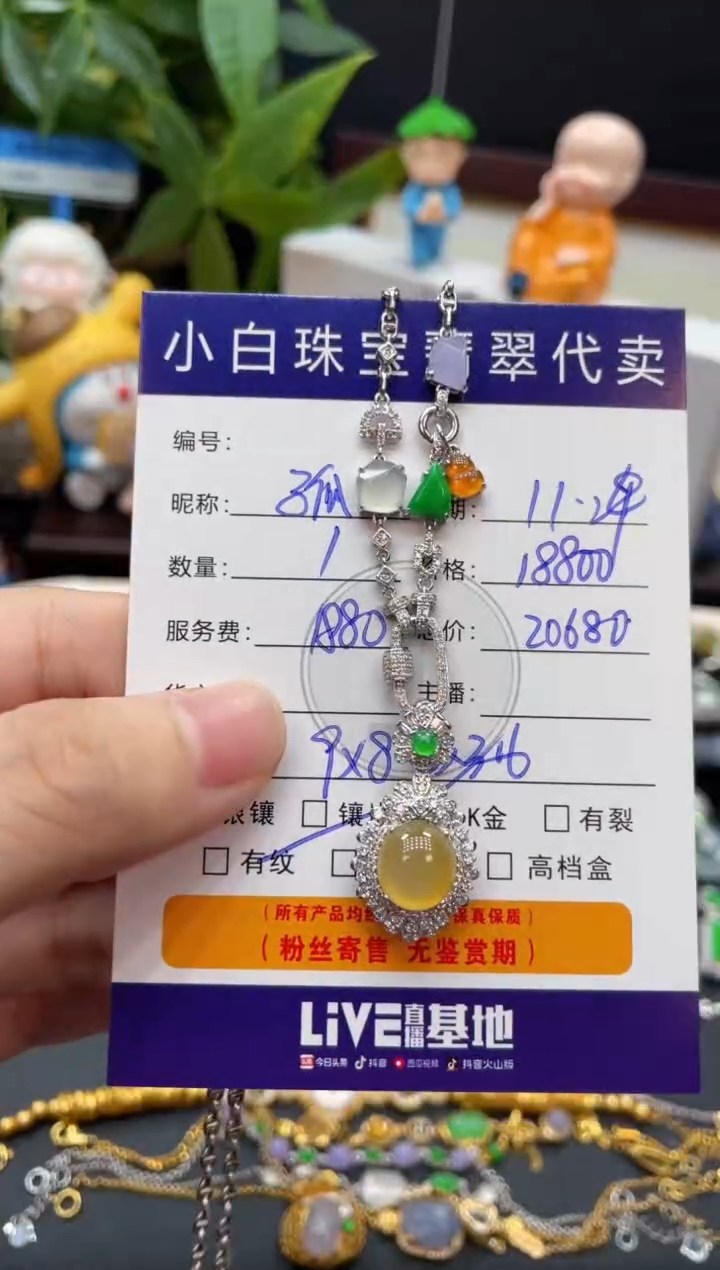 小白珠宝翡翠代卖
编号:
昵称: 期: 11.24
数量: 1 格: 18800
服务费: 1880 总价: 20680
主播:
9x8
银镶 镶 K金 有裂
有纹 高档盒
(所有产品均 保真保质)
(粉丝寄售 无鉴赏期)
LiVE直播基地
今日头条 抖音 西瓜视频 抖音火山版